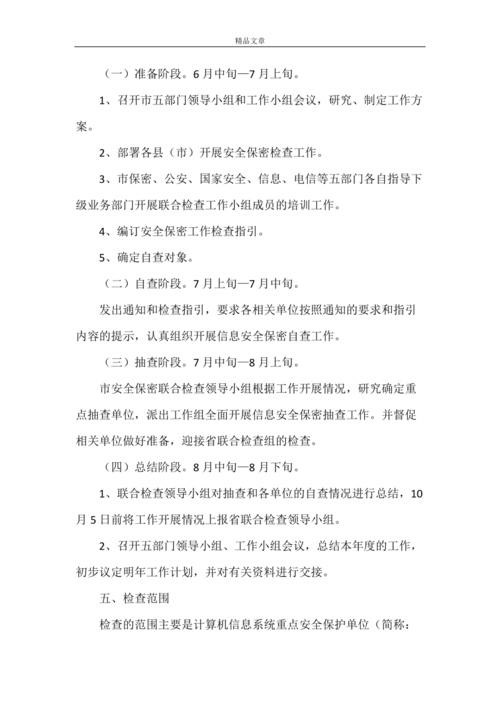 精品文章
（一）准备阶段。6月中旬—7月上旬。
1、召开市五部门领导小组和工作小组会议，研究、制定工作方
案。
2、部署各县（市）开展安全保密检查工作。
3、市保密、公安、国家安全、信息、电信等五部门各自指导下
级业务部门开展联合检查工作小组成员的培训工作。
4、编订安全保密工作检查指引。
5、确定自查对象。
（二）自查阶段。7月上旬—7月中旬。
发出通知和检查指引，要求各相关单位按照通知的要求和指引
内容的提示，认真组织开展信息安全保密自查工作。
（三）抽查阶段。7月中旬—8月上旬。
市安全保密联合检查领导小组根据工作开展情况，研究确定重
点抽查单位，派出工作组全面开展信息安全保密抽查工作。并督促
相关单位做好准备，迎接省联合检查组的检查。
（四）总结阶段。8月中旬—8月下旬。
1、联合检查领导小组对抽查和各单位的自查情况进行总结，10
月5日前将工作开展情况上报省联合检查领导小组。
2、召开五部门领导小组、工作小组会议，总结本年度的工作，
初步议定明年工作计划，并对有关资料进行交接。
五、检查范围
检查的范围主要是计算机信息系统重点安全保护单位（简称：